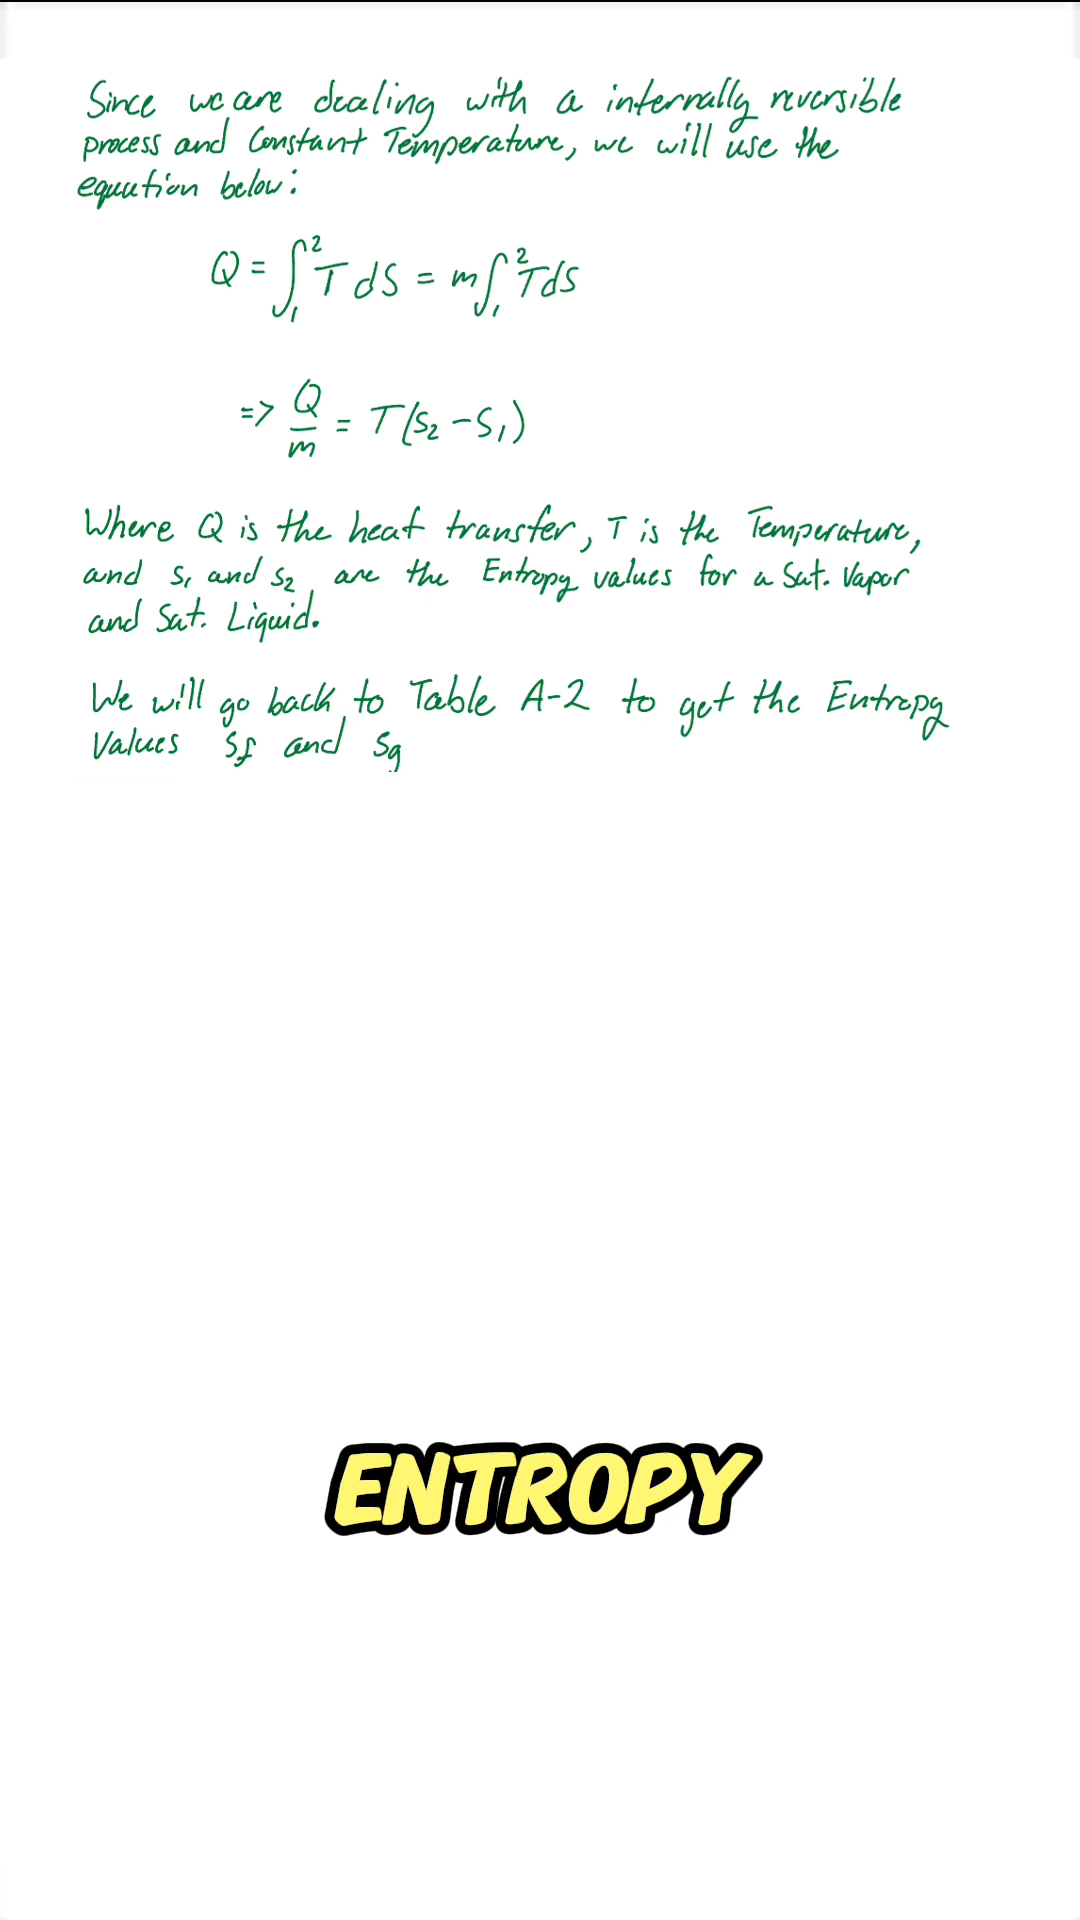 Since we are dealing with a internally reversible
process and Constant Temperature, we will use the
equation below:
Q = ∫₁² T dS = m∫₁² Tds
=> Q/m = T(s₂ - s₁)
Where Q is the heat transfer, T is the Temperature,
and s₁ and s₂ are the Entropy values for a Sat. Vapor
and Sat. Liquid.
We will go back to Table A-2 to get the Entropy
Values sf and sg
ENTROPY